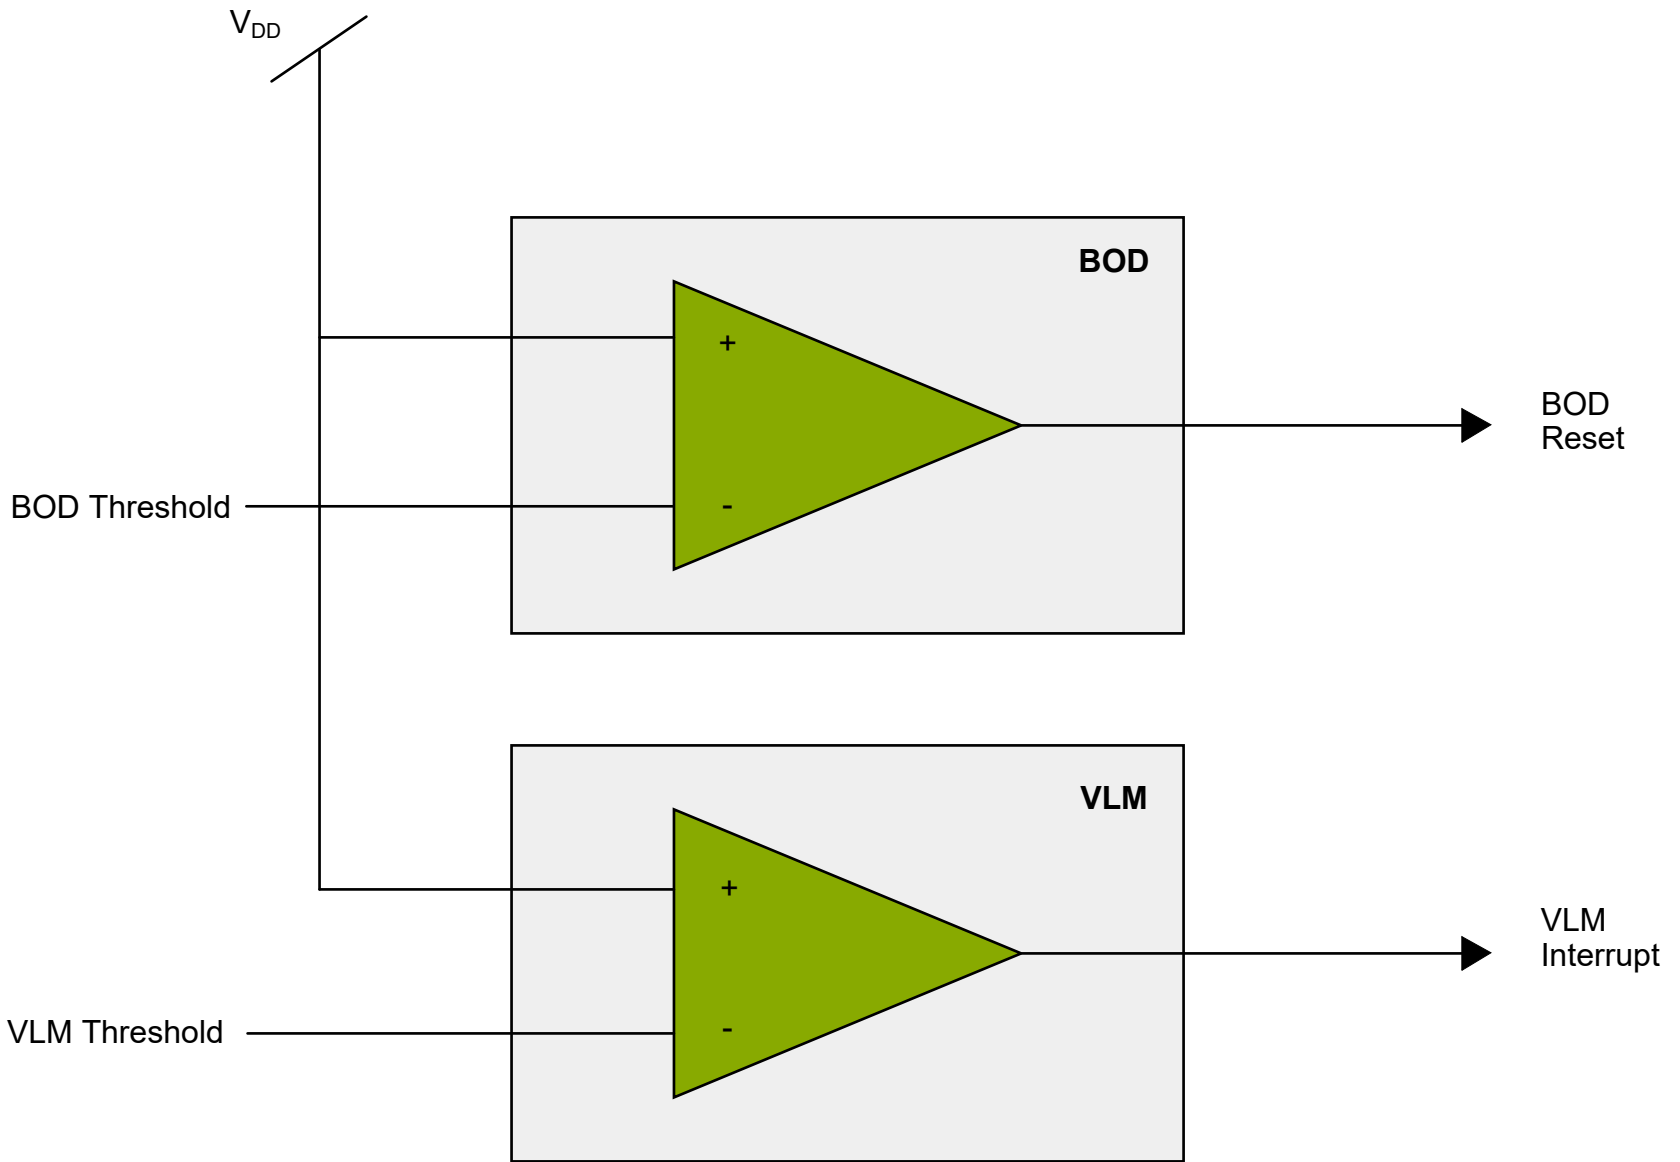 VDD
BOD
+
BOD
Reset
BOD Threshold
-
VLM
+
VLM
Interrupt
VLM Threshold
-